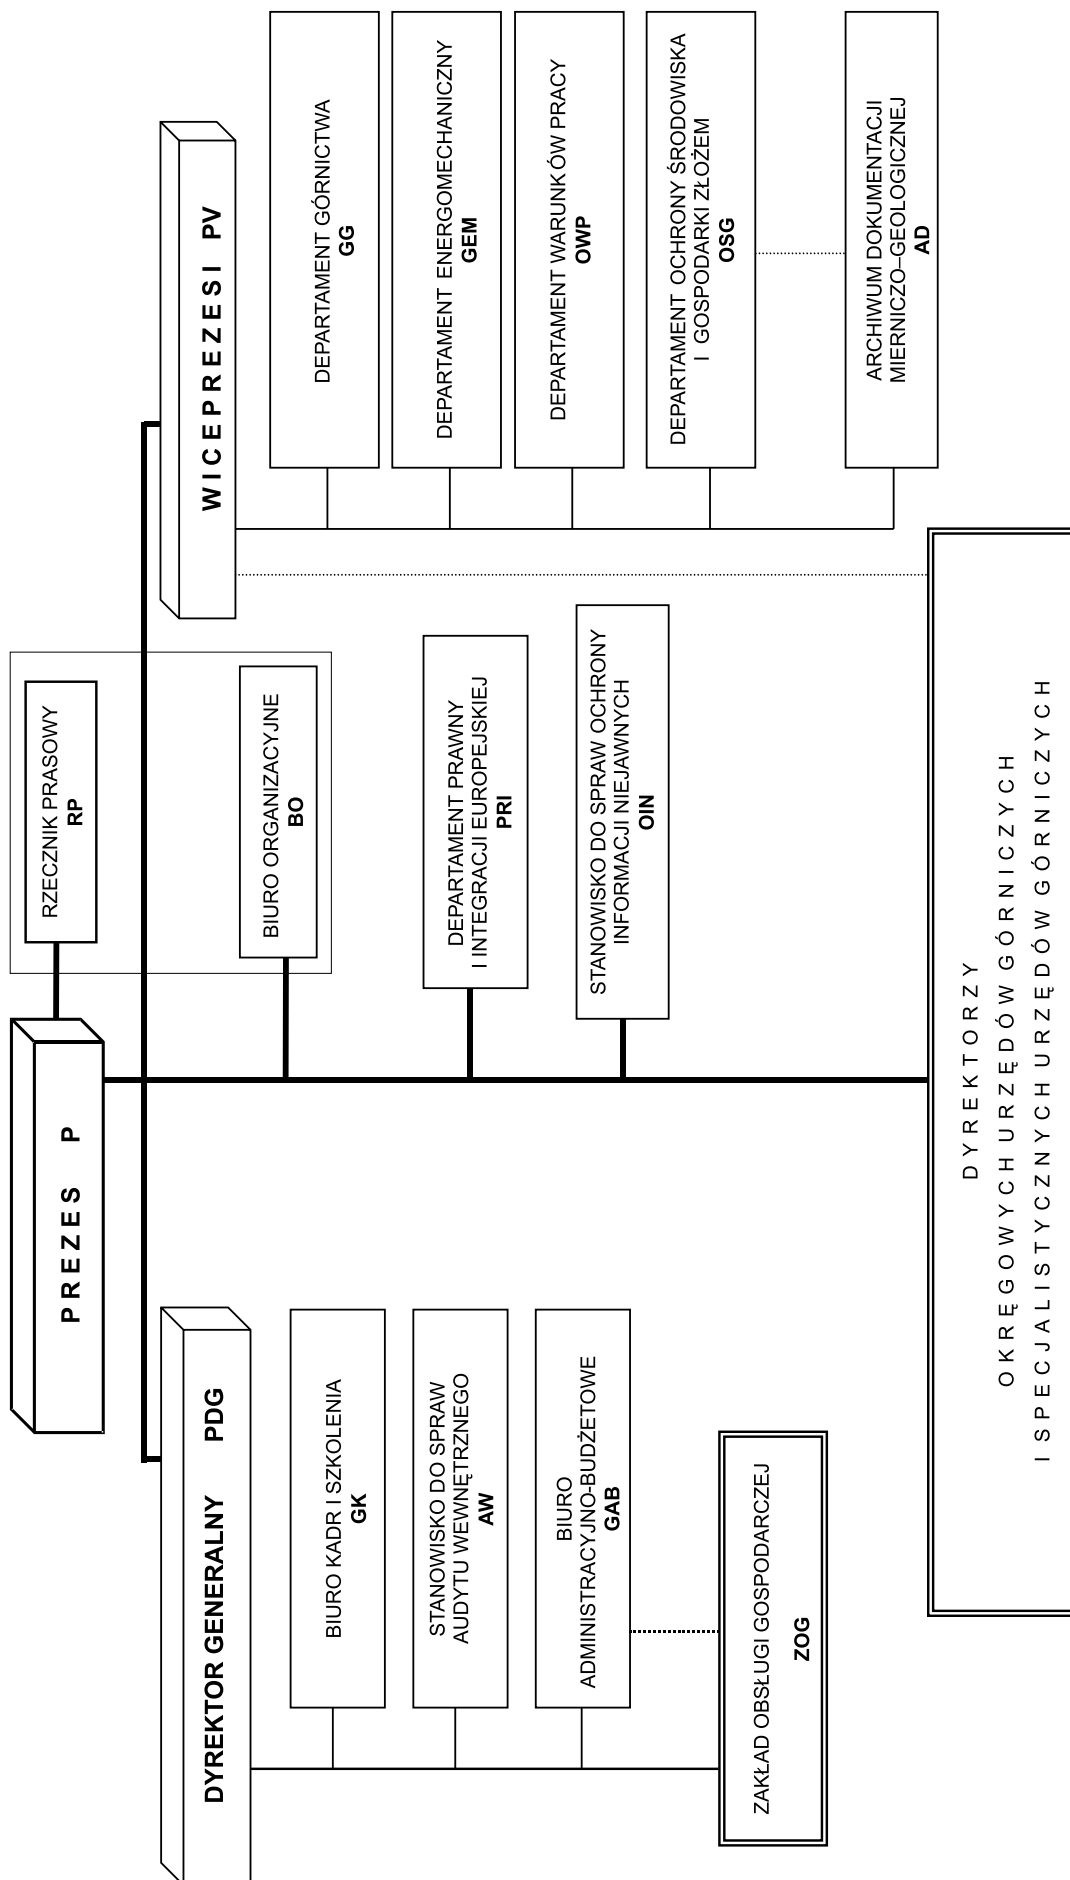 PREZES P
RZECZNIK PRASOWY
RP
DYREKTOR GENERALNY PDG
WICEPREZESI PV
BIURO KADR I SZKOLENIA
GK
STANOWISKO DO SPRAW
AUDYTU WEWNĘTRZNEGO
AW
BIURO
ADMINISTRACYJNO-BUDŻETOWE
GAB
ZAKŁAD OBSŁUGI GOSPODARCZEJ
ZOG
BIURO ORGANIZACYJNE
BO
DEPARTAMENT PRAWNY
I INTEGRACJI EUROPEJSKIEJ
PRI
STANOWISKO DO SPRAW OCHRONY
INFORMACJI NIEJAWNYCH
OIN
DEPARTAMENT GÓRNICTWA
GG
DEPARTAMENT ENERGOMECHANICZNY
GEM
DEPARTAMENT WARUNKÓW PRACY
OWP
DEPARTAMENT OCHRONY ŚRODOWISKA
I GOSPODARKI ZŁOŻEM
OSG
ARCHIWUM DOKUMENTACJI
MIERNICZO–GEOLOGICZNEJ
AD
DYREKTORZY
OKRĘGOWYCH URZĘDÓW GÓRNICZYCH
I SPECJALISTYCZNYCH URZĘDÓW GÓRNICZYCH